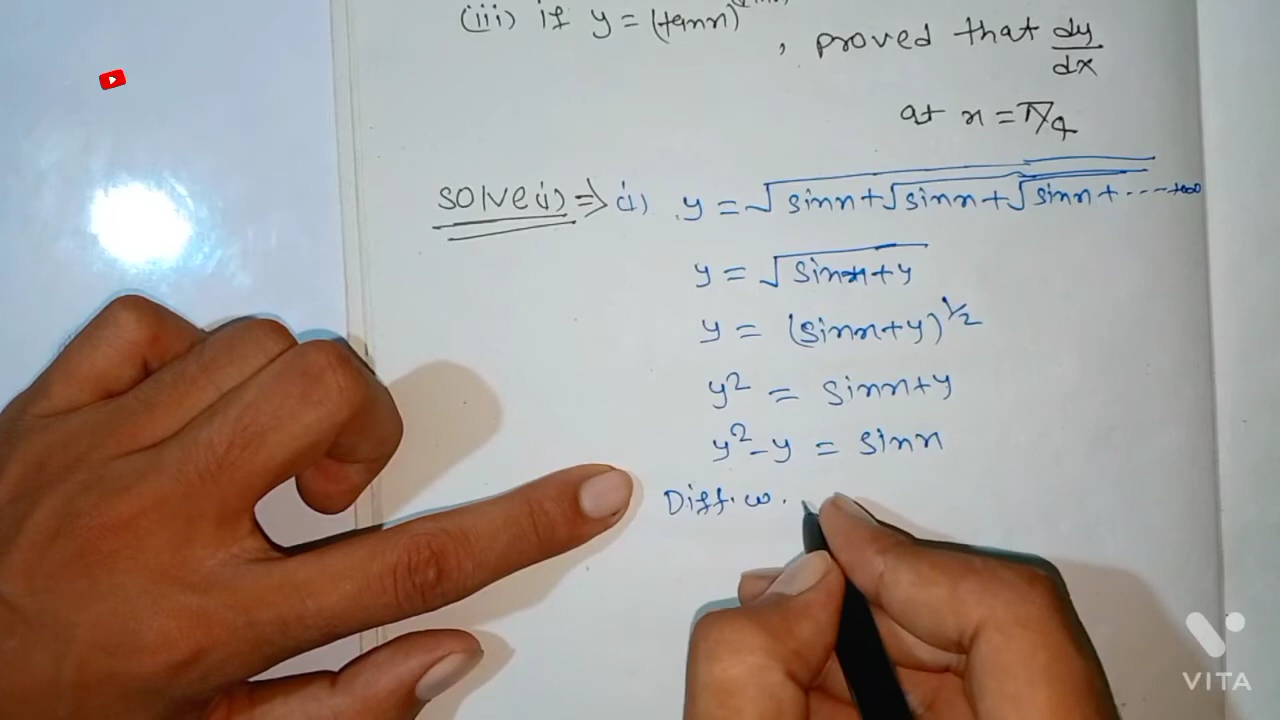 (iii) if y = (tanx)
, proved that dy/dx
at x = π/4
SOLVE(i) => (i) y = √sinx + √sinx + √sinx + ---- +∞
y = √sinx + y
y = (sinx + y)^1/2
y² = sinx + y
y² - y = sinx
Diff. w.
VITA